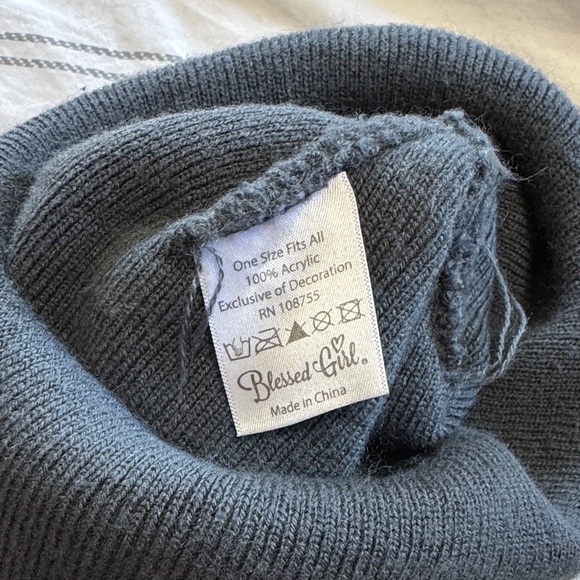 One Size Fits All
100% Acrylic
Exclusive of Decoration
RN 108755
Blessed Girl®
Made in China